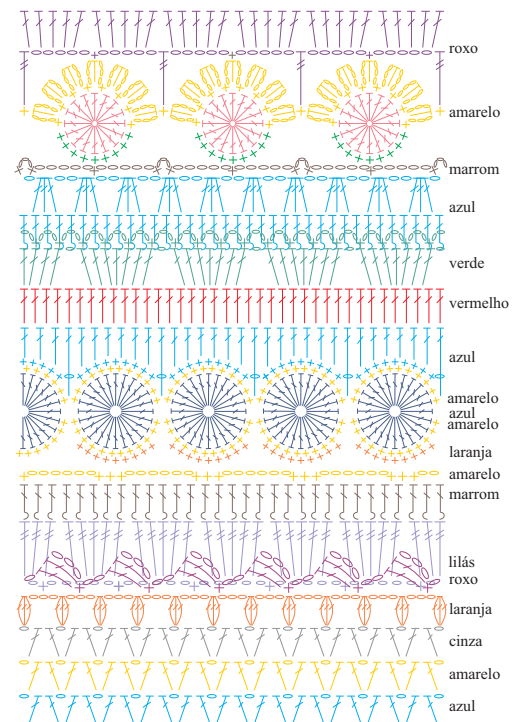 roxo
amarelo
marrom
azul
verde
vermelho
azul
amarelo
azul
amarelo
laranja
amarelo
marrom
lilás
roxo
laranja
cinza
amarelo
azul